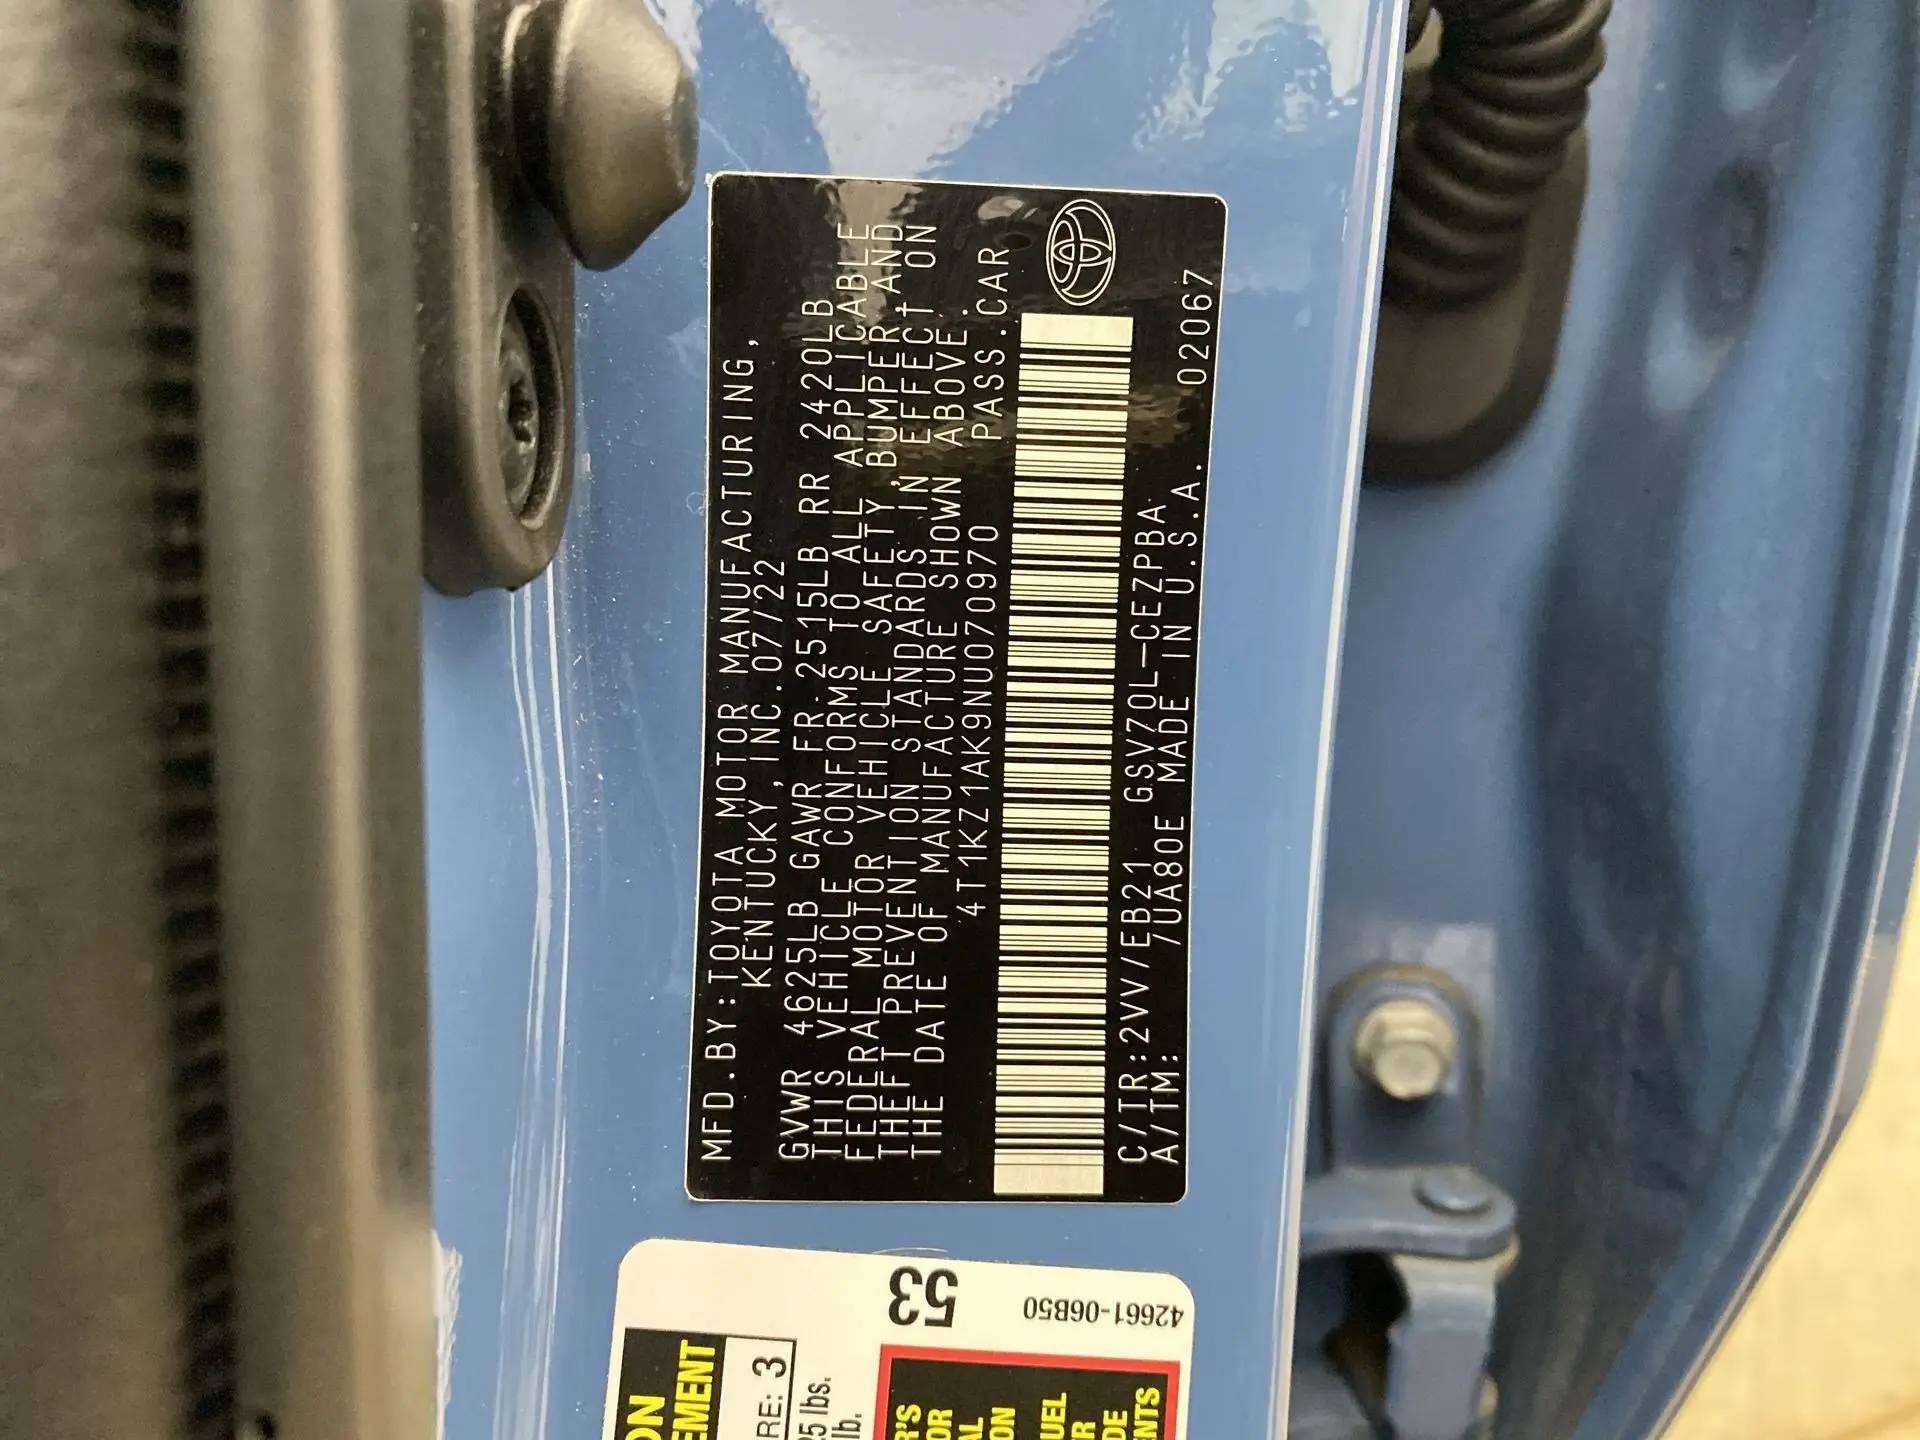 MFD.BY:TOYOTA MOTOR MANUFACTURING,
KENTUCKY,INC.07/22
GVWR 4625LB GAWR FR 2515LB RR 2420LB
THIS VEHICLE CONFORMS TO ALL APPLICABLE
FEDERAL MOTOR VEHICLE SAFETY, BUMPER, AND
THEFT PREVENTION STANDARDS IN EFFECT ON
THE DATE OF MANUFACTURE SHOWN ABOVE.
4T1KZ1AK9NU070970 PASS.CAR
C/TR:2VV/EB21 GSV70L-CEZPBA
A/TM: /UA80E MADE IN U.S.A. 02067
53
42661-06B50
ON
EMENT
RE: 3
25 lbs.
lb.
R'S
OR
AL
ON
UEL
R
DE
NTS